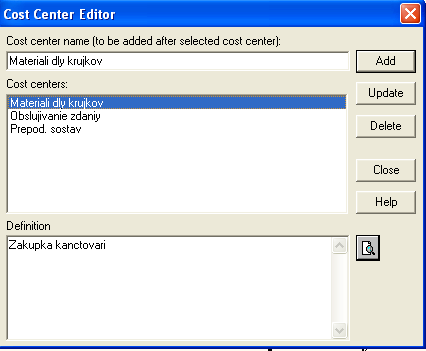 Cost Center Editor
Cost center name (to be added after selected cost center):
Materiali dly krujkov
Add
Cost centers:
Update
Materiali dly krujkov
Obslujivanie zdaniy
Delete
Prepod. sostav
Close
Help
Definition
Zakupka kanctovari